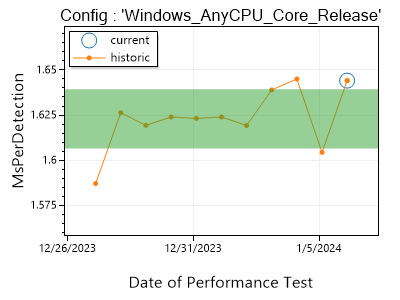 Config : 'Windows_AnyCPU_Core_Release'
current
historic
MsPerDetection
1.65
1.625
1.6
1.575
12/26/2023
12/31/2023
1/5/2024
Date of Performance Test